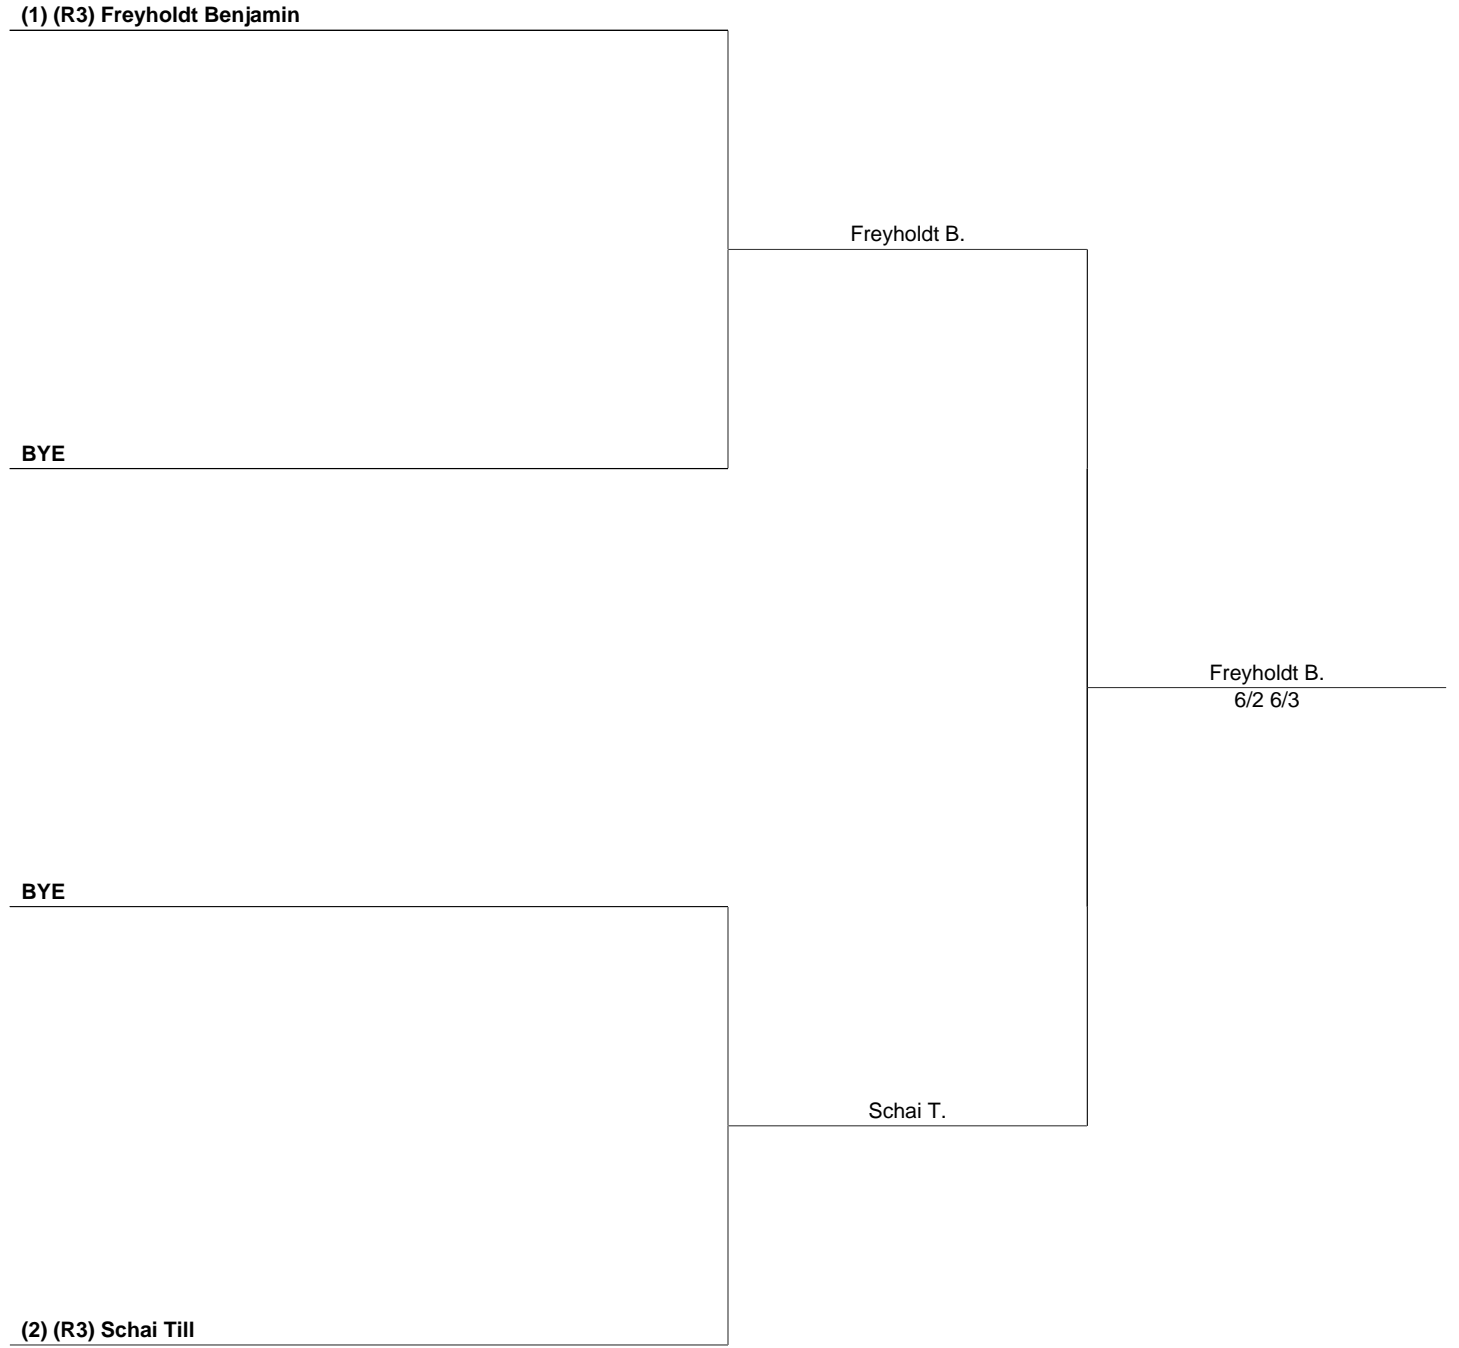 (1) (R3) Freyholdt Benjamin
Freyholdt B.
BYE
Freyholdt B.
6/2 6/3
BYE
Schai T.
(2) (R3) Schai Till